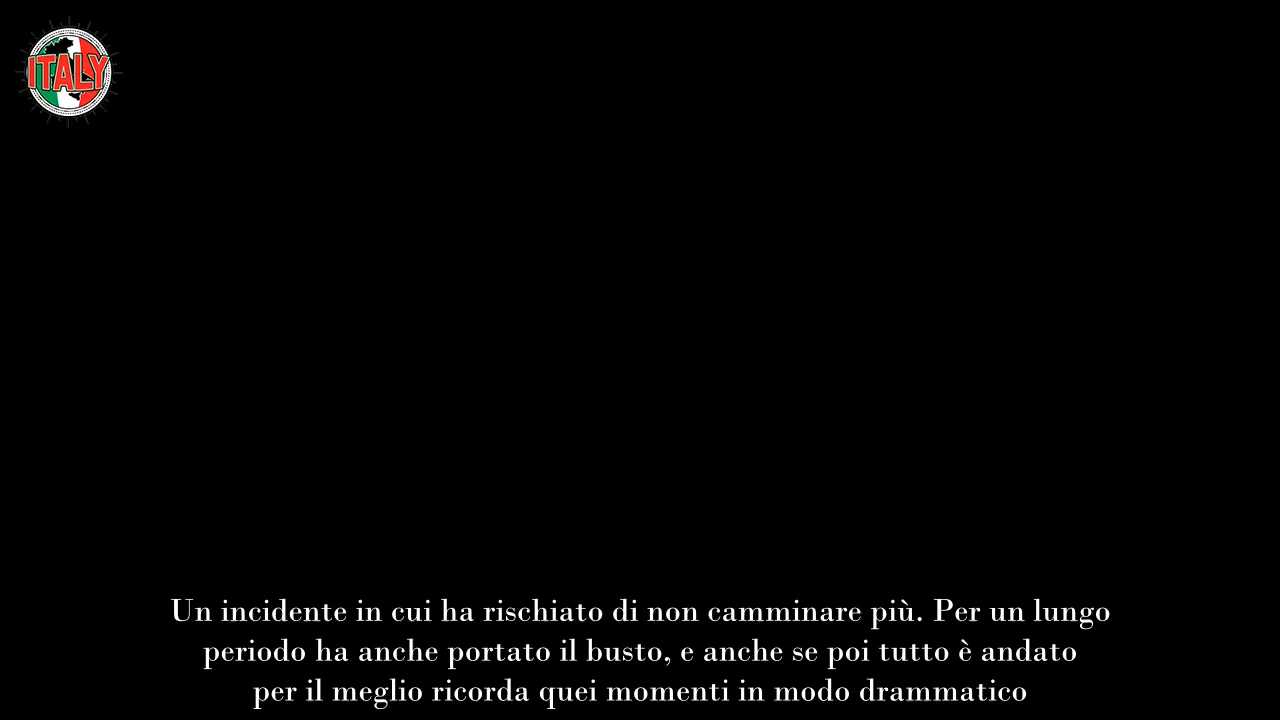 ITALY
Un incidente in cui ha rischiato di non camminare più. Per un lungo
periodo ha anche portato il busto, e anche se poi tutto è andato
per il meglio ricorda quei momenti in modo drammatico